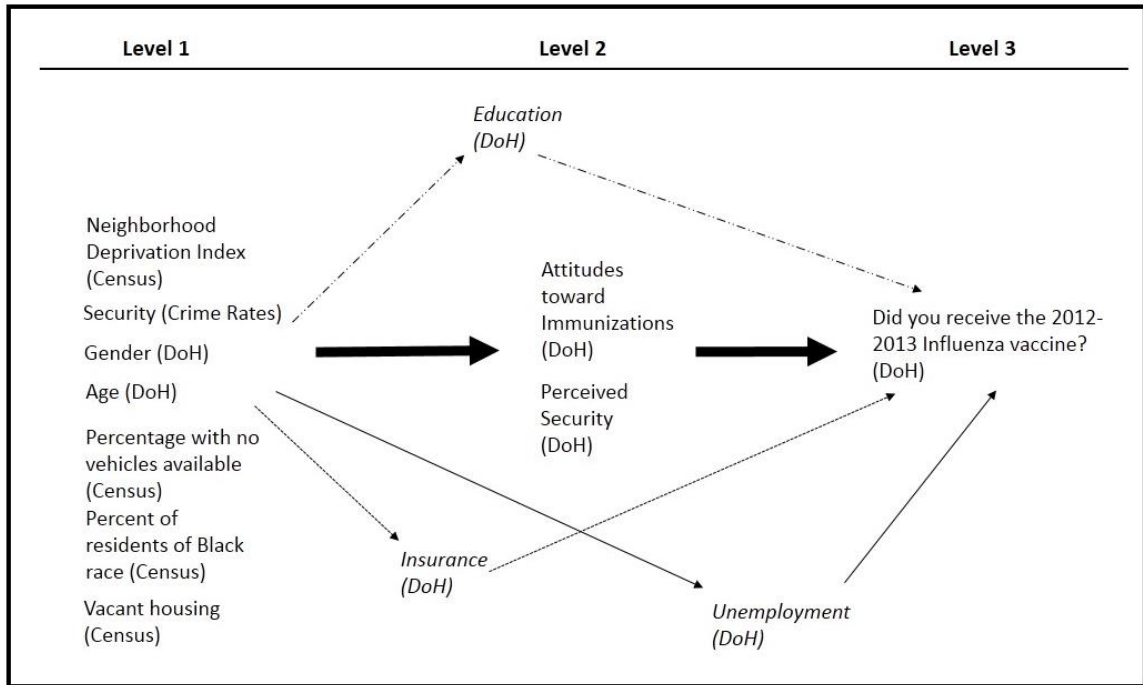 Level 1
Level 2
Level 3
Education
(DoH)
Neighborhood
Deprivation Index
(Census)
Security (Crime Rates)
Gender (DoH)
Age (DoH)
Percentage with no
vehicles available
(Census)
Percent of
residents of Black
race (Census)
Vacant housing
(Census)
Attitudes
toward
Immunizations
(DoH)
Perceived
Security
(DoH)
Insurance
(DoH)
Unemployment
(DoH)
Did you receive the 2012-
2013 Influenza vaccine?
(DoH)